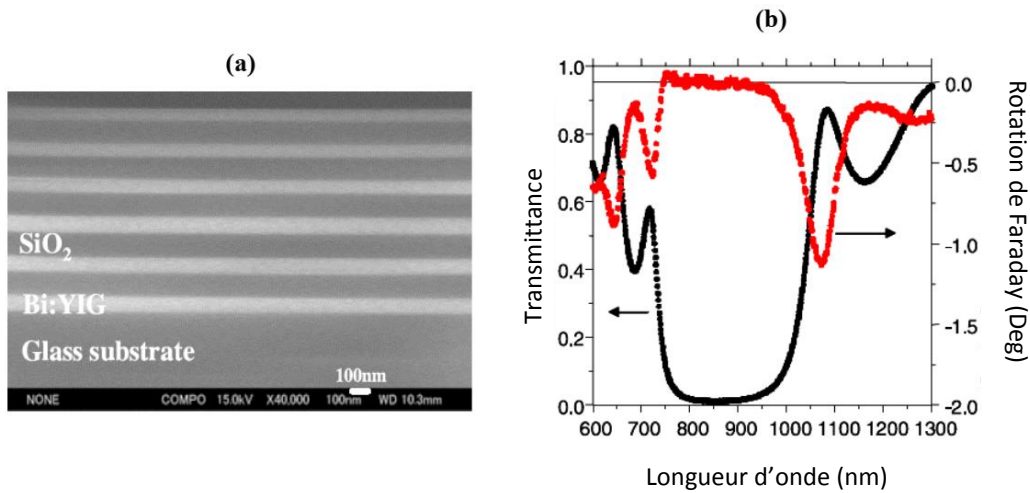 (a)
SiO2
Bi:YIG
Glass substrate
100nm
NONE COMPO 15.0kV X40,000 100nm WD 10.3mm
(b)
1.0
0.8
0.6
0.4
0.2
0.0
Transmittance
0.0
-0.5
-1.0
-1.5
-2.0
Rotation de Faraday (Deg)
600 700 800 900 1000 1100 1200 1300
Longueur d’onde (nm)